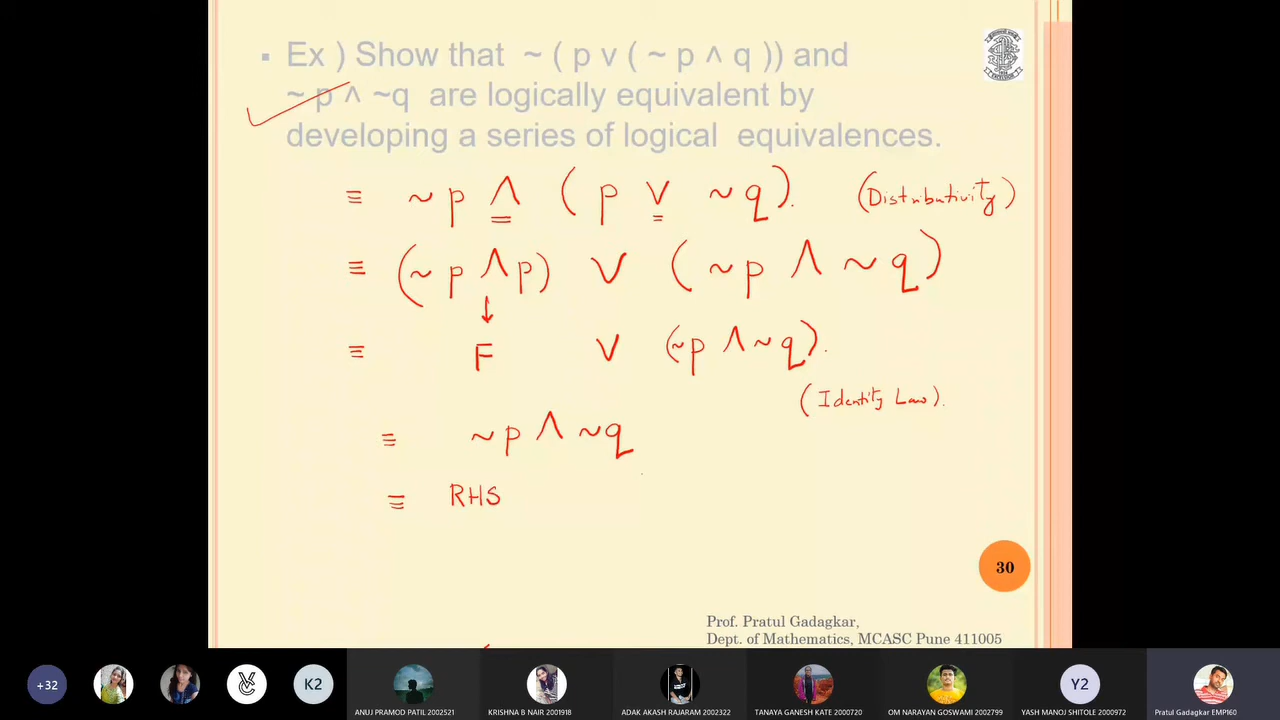 ▪ Ex ) Show that ~ ( p v ( ~ p ^ q )) and
~ p ^ ~q are logically equivalent by
developing a series of logical equivalences.
≡ ~p ∧ ( p ∨ ~q ). (Distributivity)
≡ (~p ∧ p) ∨ (~p ∧ ~q)
≡ F ∨ (~p ∧ ~q).
(Identity Law).
≡ ~p ∧ ~q
≡ RHS
30
Prof. Pratul Gadagkar,
Dept. of Mathematics, MCASC Pune 411005
+32 K2 Y2
ANUJ PRAMOD PATIL 2002521 KRISHNA B NAIR 2001918 ADAK AKASH RAJARAM 2002322 TANAYA GANESH KATE 2000720 OM NARAYAN GOSWAMI 2002799 YASH MANOJ SHITOLE 2000972 Pratul Gadagkar EMP160